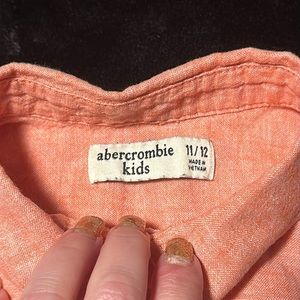 abercrombie
kids
11/12
MADE IN
VIETNAM